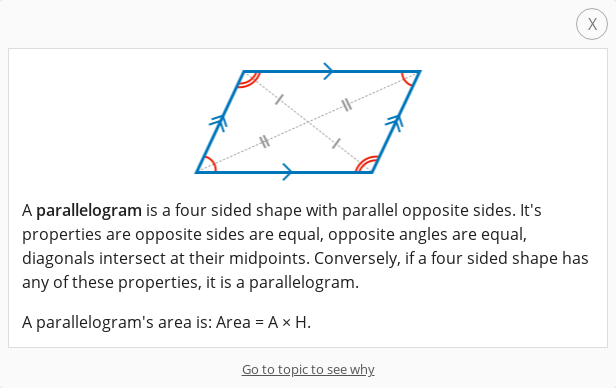 X
A parallelogram is a four sided shape with parallel opposite sides. It's
properties are opposite sides are equal, opposite angles are equal,
diagonals intersect at their midpoints. Conversely, if a four sided shape has
any of these properties, it is a parallelogram.
A parallelogram's area is: Area = A × H.
Go to topic to see why